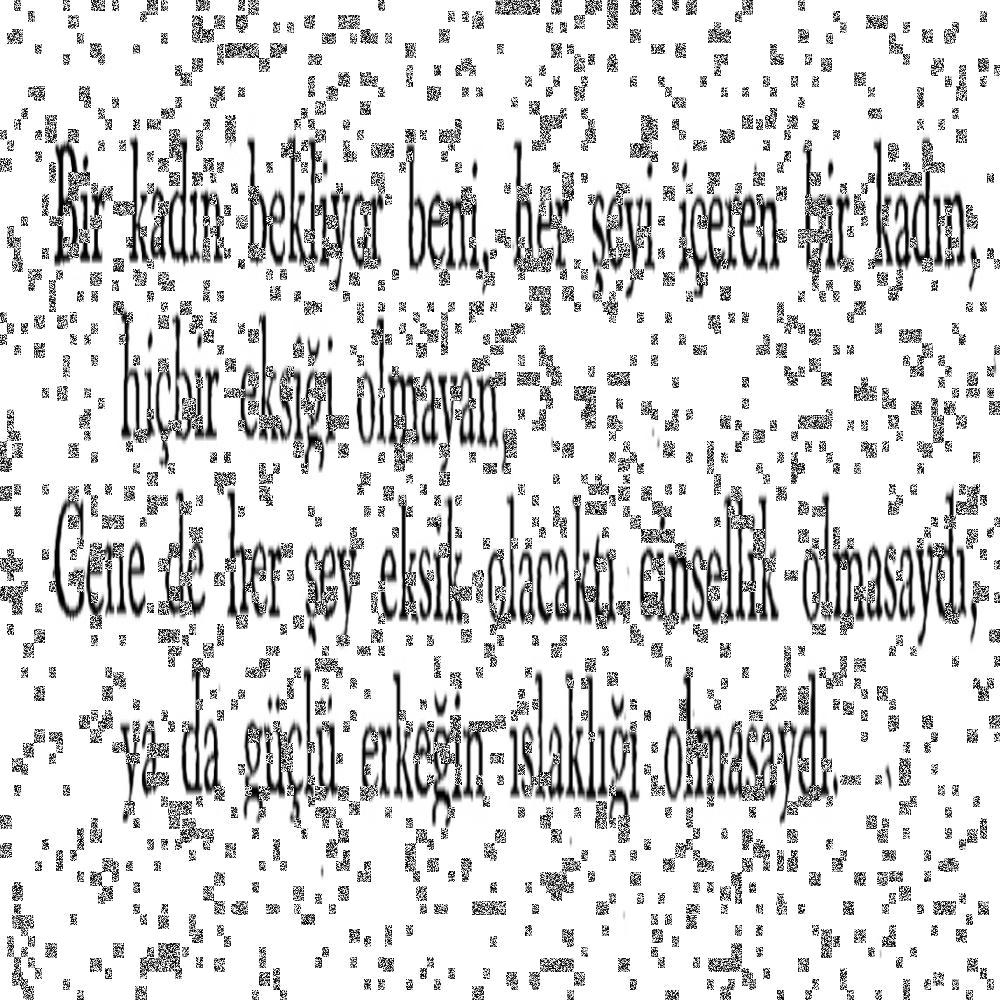 Bir kadın bekliyor beni, her şeyi içeren bir kadın,
hiçbir eksiği olmayan,
Gene de her şey eksik olacaktı cinsellik olmasaydı,
ya da güçlü erkeğin ıslaklığı olmasaydı.